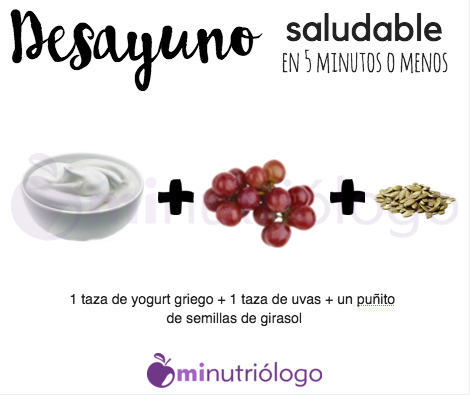 Desayuno saludable
EN 5 MINUTOS O MENOS
minutriólogo
1 taza de yogurt griego + 1 taza de uvas + un puñito
de semillas de girasol
minutriólogo